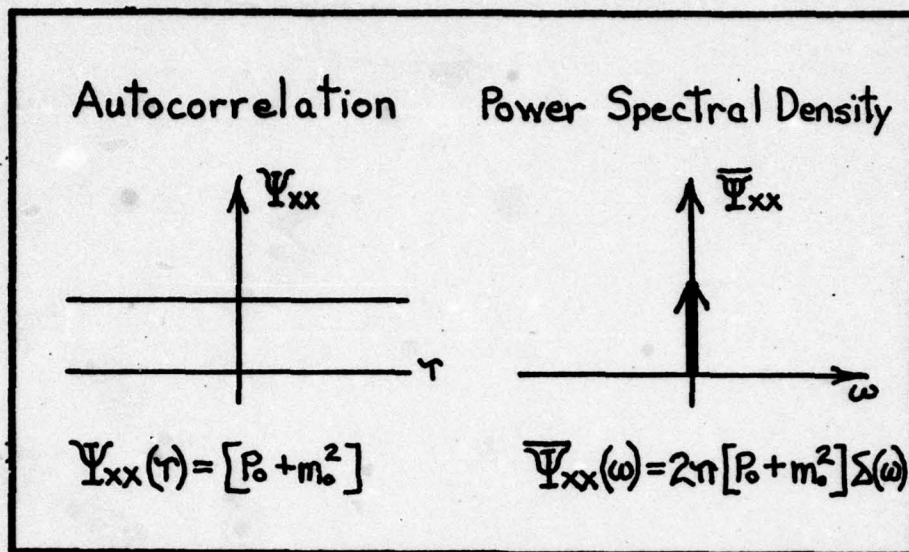 Autocorrelation
Ψxx
τ
Ψxx(τ) = [P₀ + m₀²]
Power Spectral Density
Ψ̅xx
ω
Ψ̅xx(ω) = 2π[P₀ + m₀²]δ(ω)